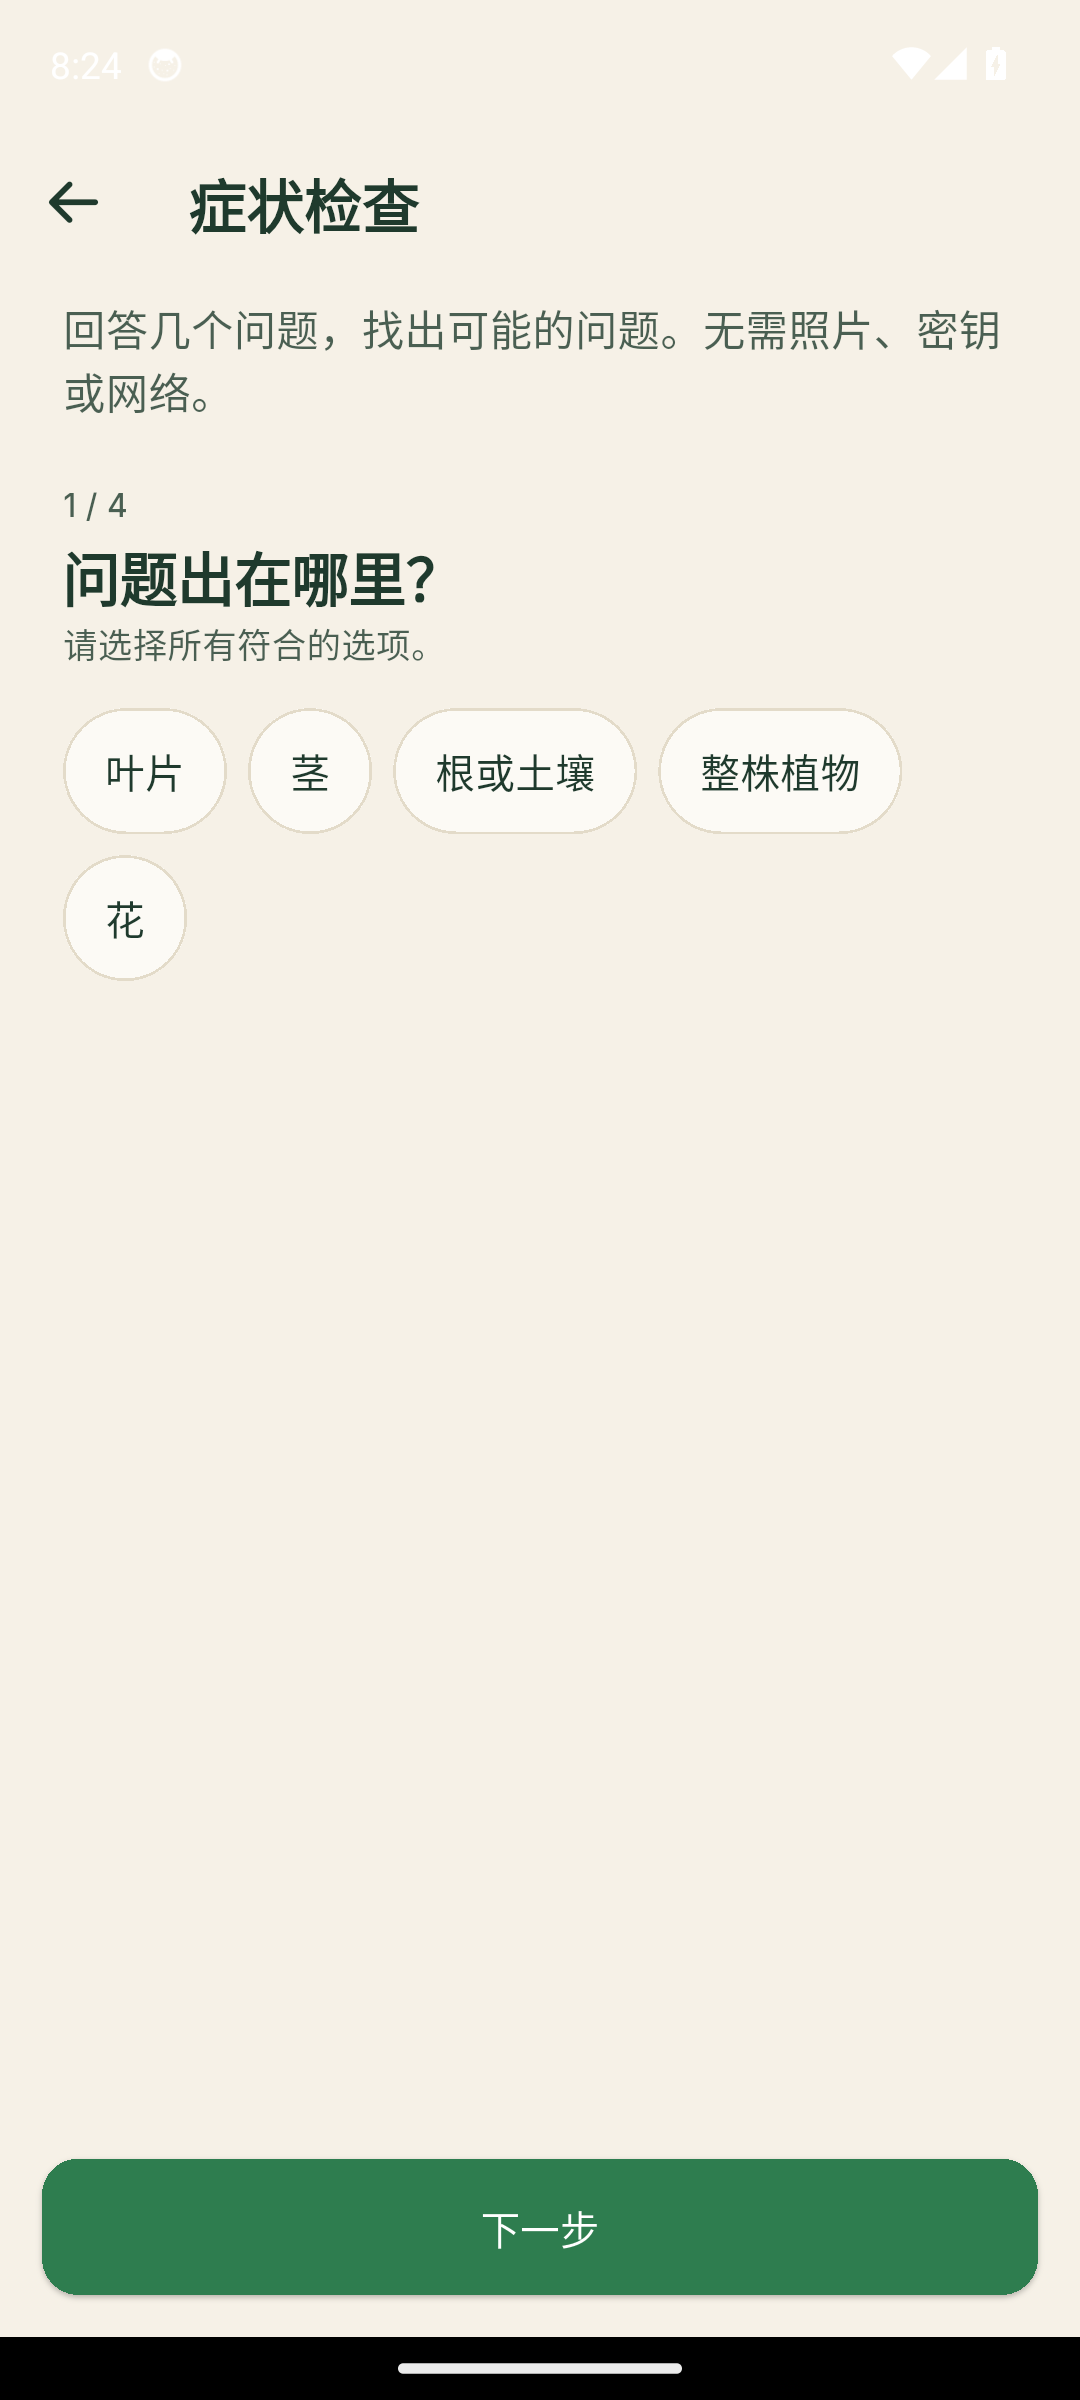 8:24
症状检查
回答几个问题，找出可能的问题。无需照片、密钥
或网络。
1 / 4
问题出在哪里？
请选择所有符合的选项。
叶片
茎
根或土壤
整株植物
花
下一步